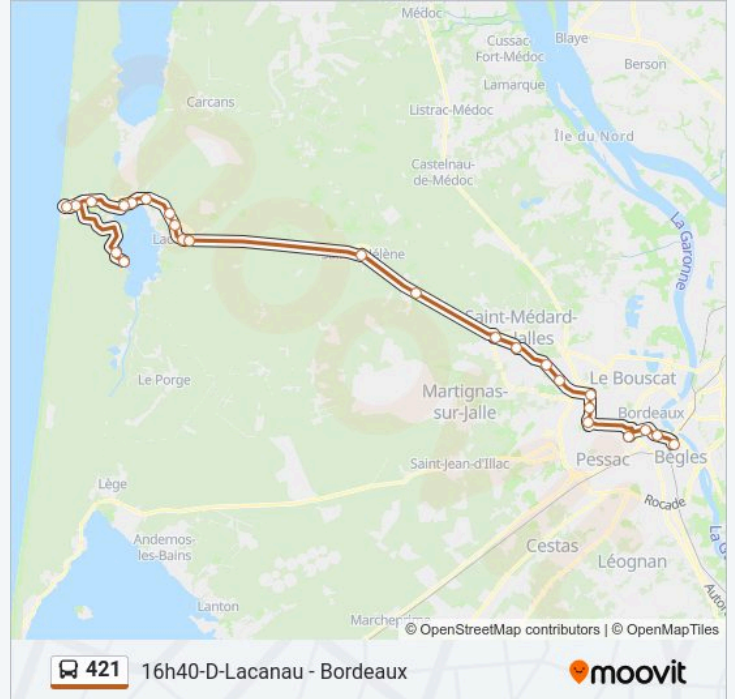 Médoc
Cussac-
Fort-Médoc
Blaye
Berson
Lamarque
Carcans
Listrac-Médoc
Île du Nord
Castelnau-
de-Médoc
La Garonne
Saint-Médard-
Le Porge
Martignas-
sur-Jalle
Le Bouscat
Bordeaux
Saint-Jean-d'Illac
Pessac
Bègles
Lège
Rocade
Andernos-
les-Bains
Cestas
Léognan
Lanton
© OpenStreetMap contributors | © OpenMapTiles
421 16h40-D-Lacanau - Bordeaux
moovit